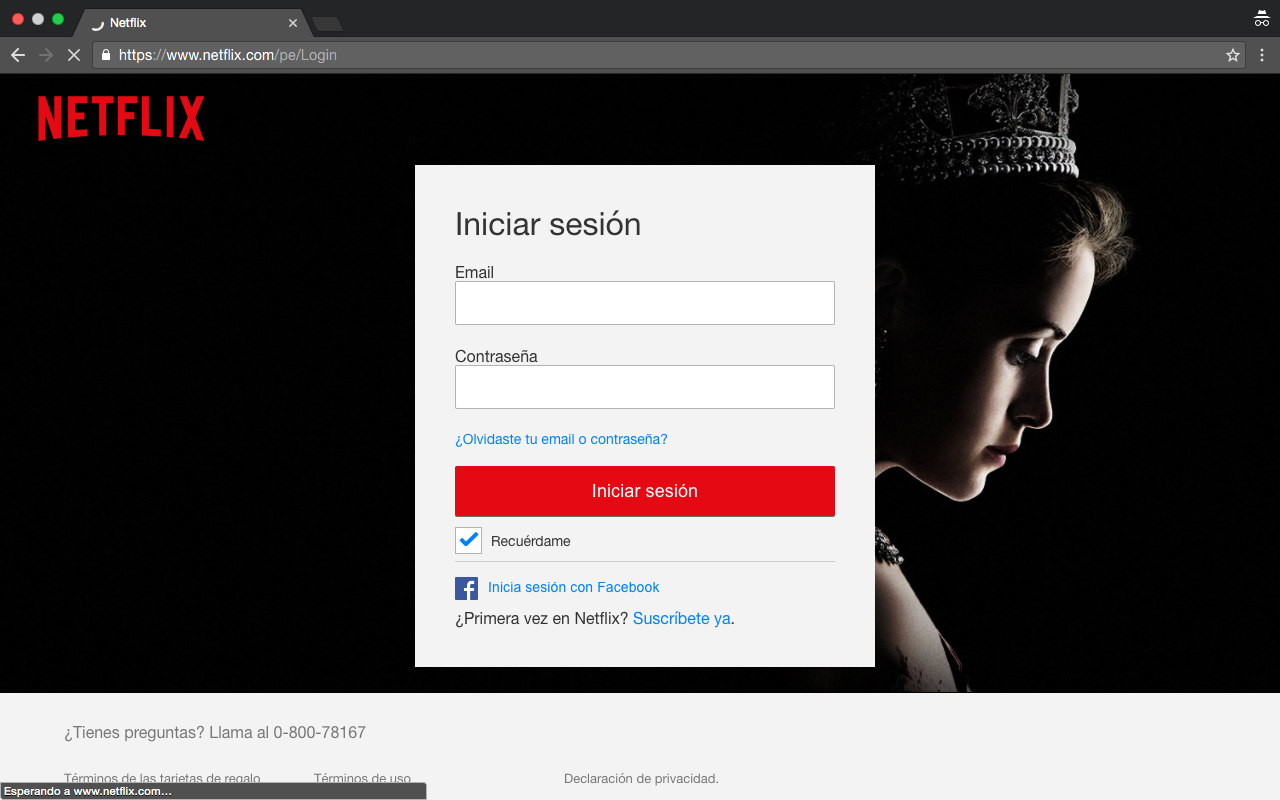 Netflix
https://www.netflix.com/pe/Login
NETFLIX
Iniciar sesión
Email
Contraseña
¿Olvidaste tu email o contraseña?
Iniciar sesión
Recuérdame
Inicia sesión con Facebook
¿Primera vez en Netflix? Suscríbete ya.
¿Tienes preguntas? Llama al 0-800-78167
Términos de las tarjetas de regalo Términos de uso Declaración de privacidad.
Esperando a www.netflix.com...